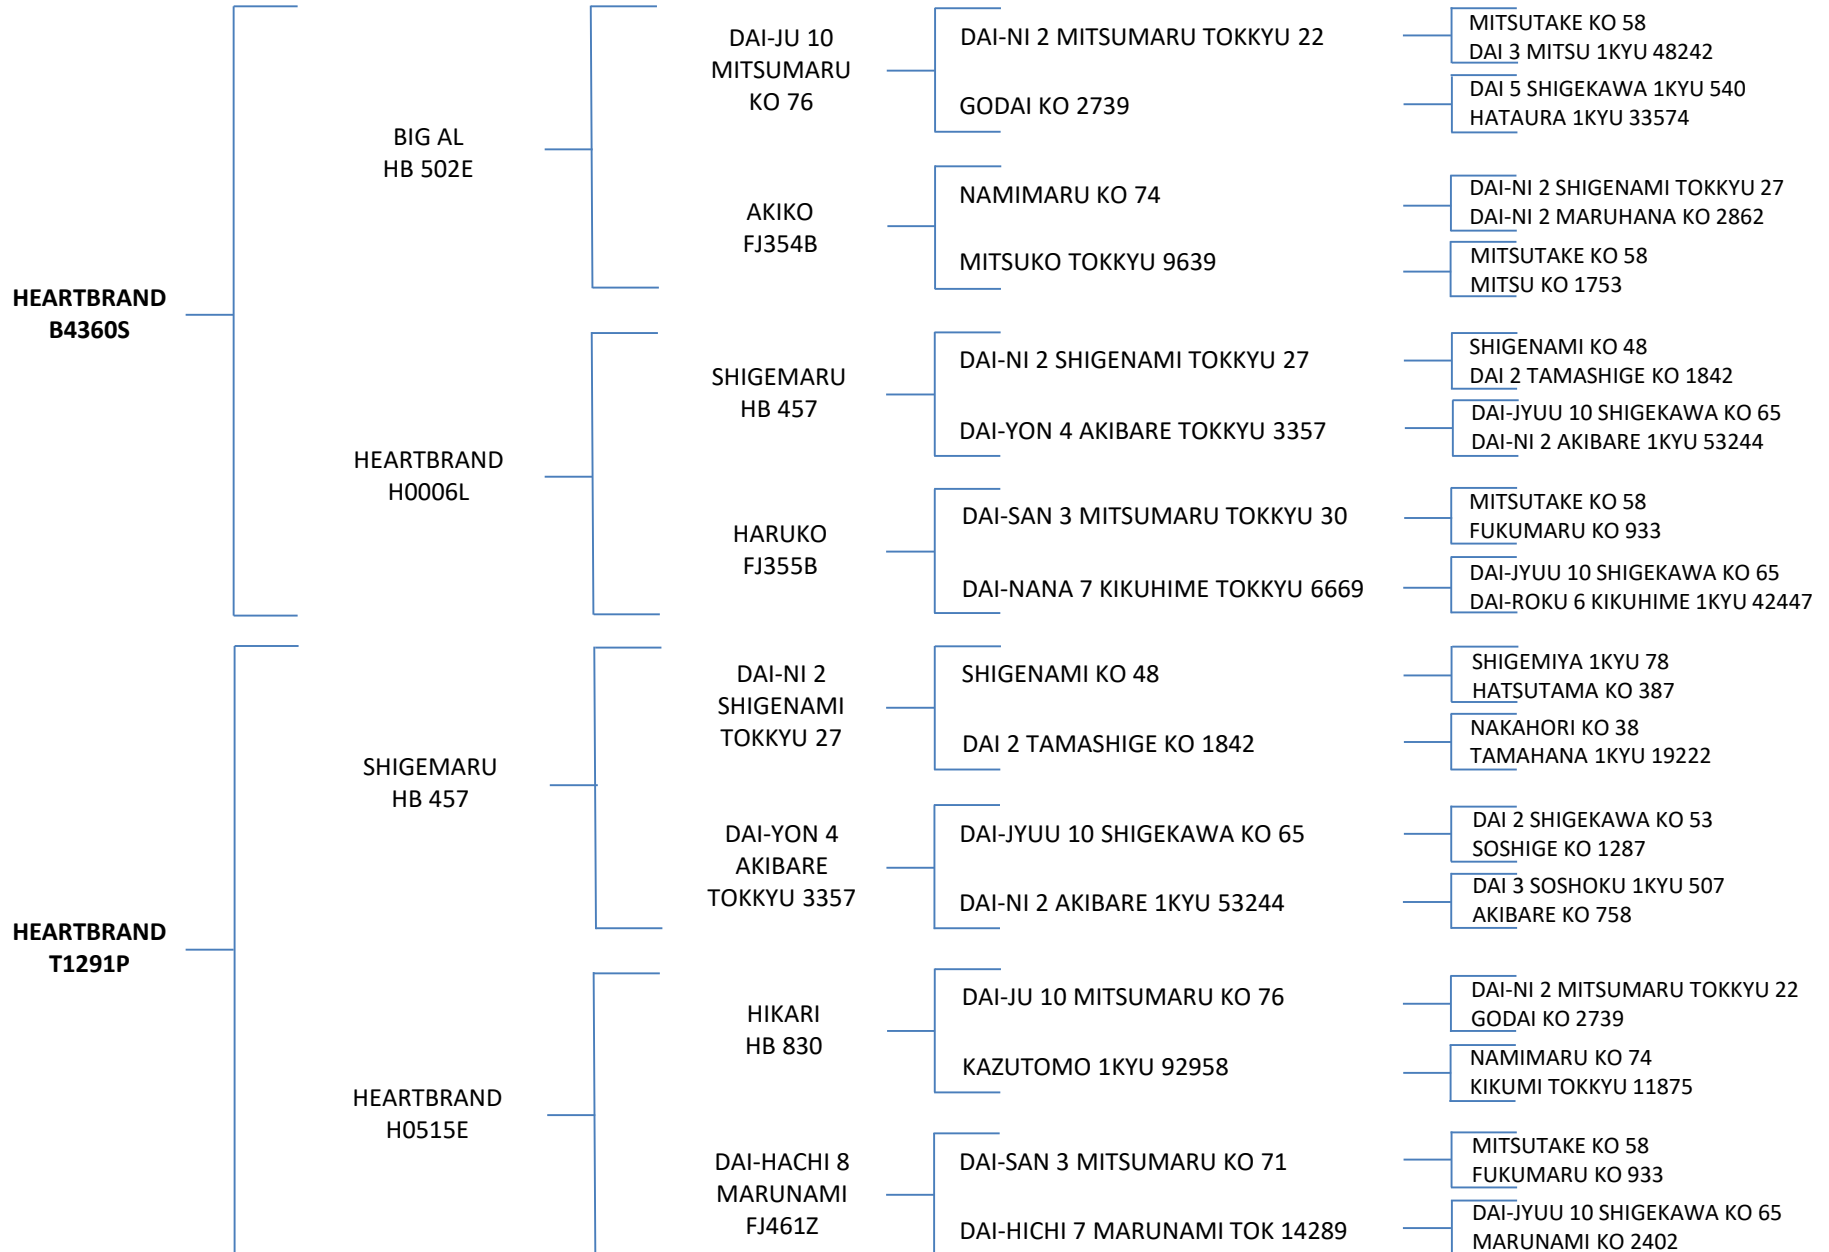 HEARTBRAND
B4360S
BIG AL
HB 502E
DAI-JU 10
MITSUMARU
KO 76
DAI-NI 2 MITSUMARU TOKKYU 22
MITSUTAKE KO 58
DAI 3 MITSU 1KYU 48242
GODAI KO 2739
DAI 5 SHIGEKAWA 1KYU 540
HATAURA 1KYU 33574
AKIKO
FJ354B
NAMIMARU KO 74
DAI-NI 2 SHIGENAMI TOKKYU 27
DAI-NI 2 MARUHANA KO 2862
MITSUKO TOKKYU 9639
MITSUTAKE KO 58
MITSU KO 1753
HEARTBRAND
H0006L
SHIGEMARU
HB 457
DAI-NI 2 SHIGENAMI TOKKYU 27
SHIGENAMI KO 48
DAI 2 TAMASHIGE KO 1842
DAI-YON 4 AKIBARE TOKKYU 3357
DAI-JYUU 10 SHIGEKAWA KO 65
DAI-NI 2 AKIBARE 1KYU 53244
HARUKO
FJ355B
DAI-SAN 3 MITSUMARU TOKKYU 30
MITSUTAKE KO 58
FUKUMARU KO 933
DAI-NANA 7 KIKUHIME TOKKYU 6669
DAI-JYUU 10 SHIGEKAWA KO 65
DAI-ROKU 6 KIKUHIME 1KYU 42447
HEARTBRAND
T1291P
SHIGEMARU
HB 457
DAI-NI 2
SHIGENAMI
TOKKYU 27
SHIGENAMI KO 48
SHIGEMIYA 1KYU 78
HATSUTAMA KO 387
DAI 2 TAMASHIGE KO 1842
NAKAHORI KO 38
TAMAHANA 1KYU 19222
DAI-YON 4
AKIBARE
TOKKYU 3357
DAI-JYUU 10 SHIGEKAWA KO 65
DAI 2 SHIGEKAWA KO 53
SOSHIGE KO 1287
DAI-NI 2 AKIBARE 1KYU 53244
DAI 3 SOSHOKU 1KYU 507
AKIBARE KO 758
HEARTBRAND
H0515E
HIKARI
HB 830
DAI-JU 10 MITSUMARU KO 76
DAI-NI 2 MITSUMARU TOKKYU 22
GODAI KO 2739
KAZUTOMO 1KYU 92958
NAMIMARU KO 74
KIKUMI TOKKYU 11875
DAI-HACHI 8
MARUNAMI
FJ461Z
DAI-SAN 3 MITSUMARU KO 71
MITSUTAKE KO 58
FUKUMARU KO 933
DAI-HICHI 7 MARUNAMI TOK 14289
DAI-JYUU 10 SHIGEKAWA KO 65
MARUNAMI KO 2402